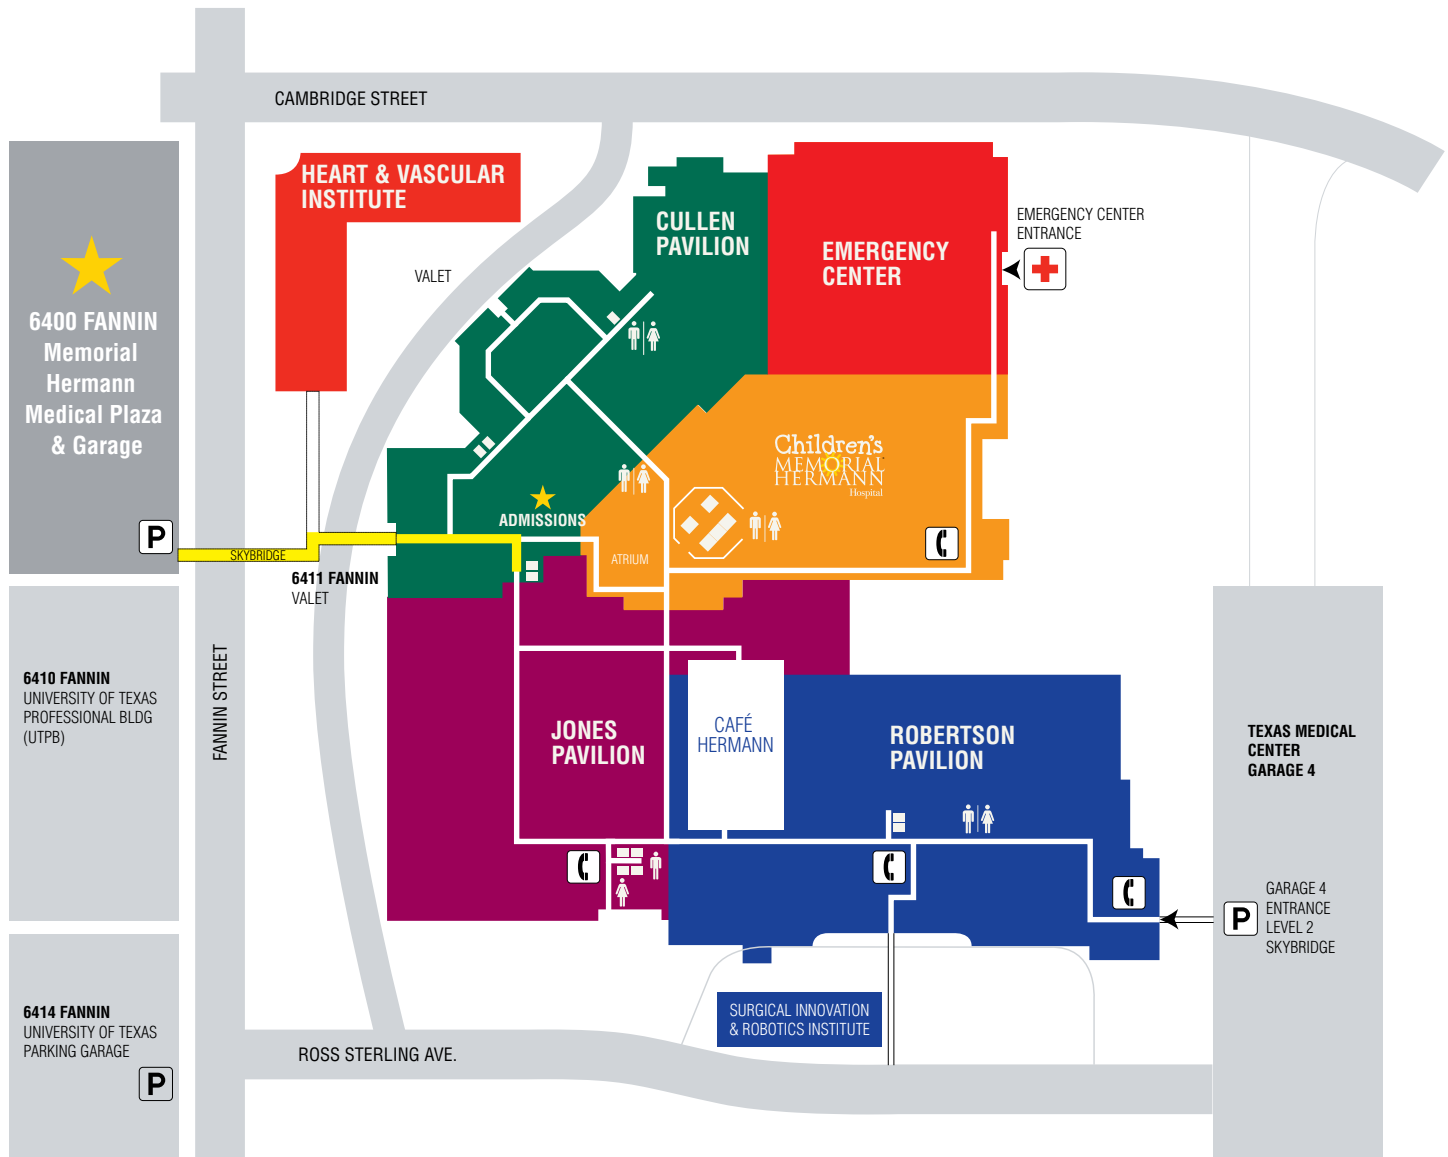 CAMBRIDGE STREET
HEART & VASCULAR
INSTITUTE
CULLEN
PAVILION
EMERGENCY
CENTER
EMERGENCY CENTER
ENTRANCE
VALET
6400 FANNIN
Memorial
Hermann
Medical Plaza
& Garage
P
SKYBRIDGE
6411 FANNIN
VALET
ADMISSIONS
ATRIUM
Children's
MEMORIAL
HERMANN
Hospital
6410 FANNIN
UNIVERSITY OF TEXAS
PROFESSIONAL BLDG
(UTPB)
FANNIN STREET
JONES
PAVILION
CAFÉ
HERMANN
ROBERTSON
PAVILION
TEXAS MEDICAL
CENTER
GARAGE 4
P
GARAGE 4
ENTRANCE
LEVEL 2
SKYBRIDGE
6414 FANNIN
UNIVERSITY OF TEXAS
PARKING GARAGE
P
SURGICAL INNOVATION
& ROBOTICS INSTITUTE
ROSS STERLING AVE.